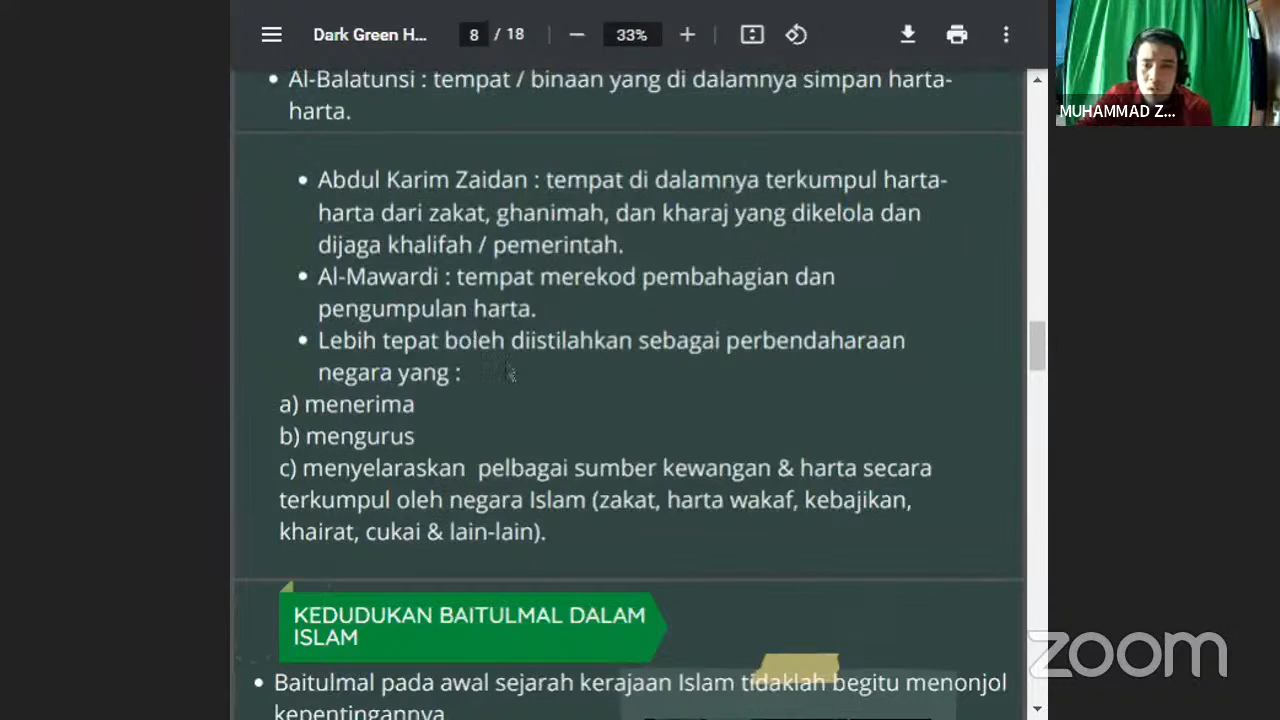 Dark Green H...
8 / 18
33%
MUHAMMAD Z...
• Al-Balatunsi : tempat / binaan yang di dalamnya simpan harta-
harta.
• Abdul Karim Zaidan : tempat di dalamnya terkumpul harta-
harta dari zakat, ghanimah, dan kharaj yang dikelola dan
dijaga khalifah / pemerintah.
• Al-Mawardi : tempat merekod pembahagian dan
pengumpulan harta.
• Lebih tepat boleh diistilahkan sebagai perbendaharaan
negara yang :
a) menerima
b) mengurus
c) menyelaraskan pelbagai sumber kewangan & harta secara
terkumpul oleh negara Islam (zakat, harta wakaf, kebajikan,
khairat, cukai & lain-lain).
KEDUDUKAN BAITULMAL DALAM
ISLAM
• Baitulmal pada awal sejarah kerajaan Islam tidaklah begitu menonjol
kepentingannya
zoom